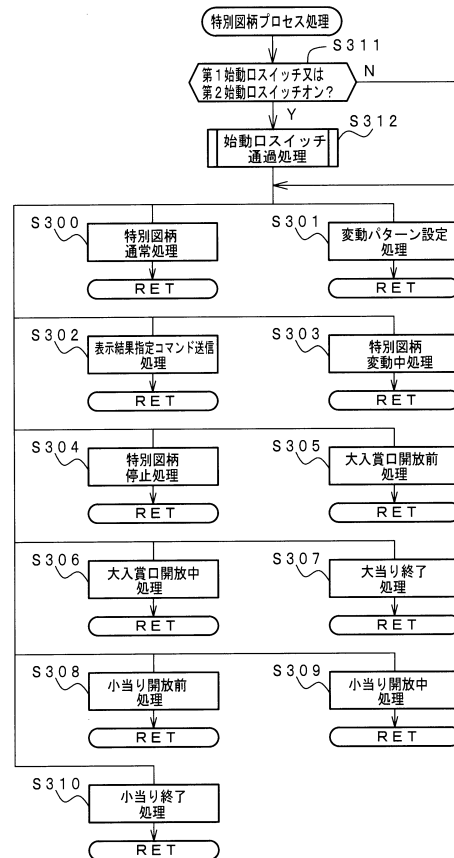 特別図柄プロセス処理
S311
第1始動口スイッチ又は
第2始動口スイッチオン?
N
Y
S312
始動口スイッチ
通過処理
S300
特別図柄
通常処理
RET
S301
変動パターン設定
処理
RET
S302
表示結果指定コマンド送信
処理
RET
S303
特別図柄
変動中処理
RET
S304
特別図柄
停止処理
RET
S305
大入賞口開放前
処理
RET
S306
大入賞口開放中
処理
RET
S307
大当り終了
処理
RET
S308
小当り開放前
処理
RET
S309
小当り開放中
処理
RET
S310
小当り終了
処理
RET